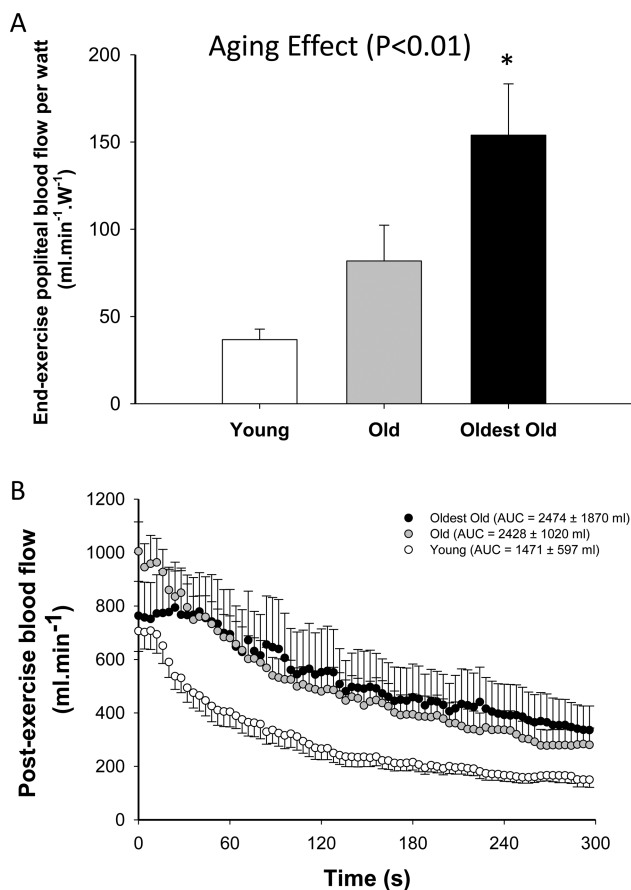 A
Aging Effect (P<0.01)
End-exercise popliteal blood flow per watt
(ml.min⁻¹.W⁻¹)
200
150
100
50
0
*
Young
Old
Oldest Old
B
Post-exercise blood flow
(ml.min⁻¹)
1200
1000
800
600
400
200
0
Oldest Old (AUC = 2474 ± 1870 ml)
Old (AUC = 2428 ± 1020 ml)
Young (AUC = 1471 ± 597 ml)
0
60
120
180
240
300
Time (s)